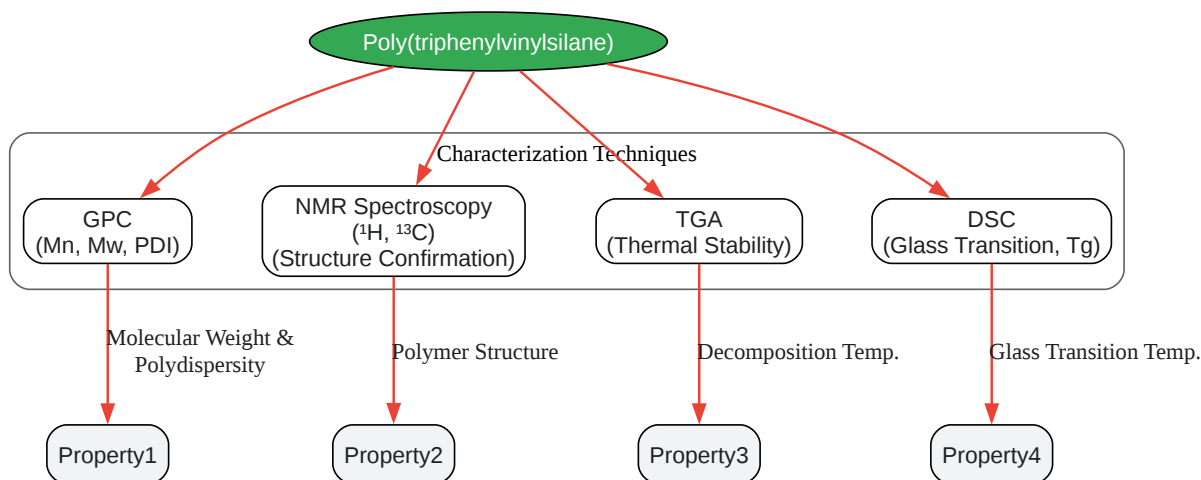 Poly(triphenylvinylsilane)
Characterization Techniques
GPC
(Mn, Mw, PDI)
NMR Spectroscopy
(¹H, ¹³C)
(Structure Confirmation)
TGA
(Thermal Stability)
DSC
(Glass Transition, Tg)
Molecular Weight &
Polydispersity
Polymer Structure
Decomposition Temp.
Glass Transition Temp.
Property1
Property2
Property3
Property4